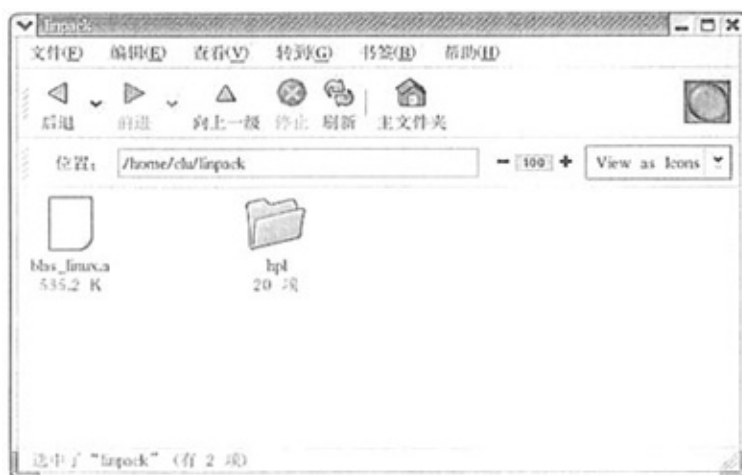 linpack
文件(F) 编辑(E) 查看(V) 转到(G) 书签(B) 帮助(H)
后退 前进 向上一级 停止 刷新 主文件夹
位置: /home/clu/linpack 100 View as Icons
blas_linux.a hpl
535.2 K 20 项
选中了“linpack” (有 2 项)